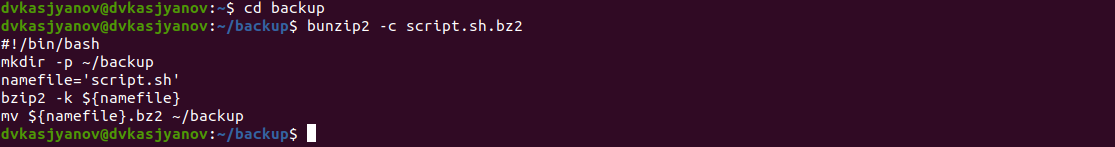 dvkasjyanov@dvkasjyanov:~$ cd backup
dvkasjyanov@dvkasjyanov:~/backup$ bunzip2 -c script.sh.bz2
#!/bin/bash
mkdir -p ~/backup
namefile='script.sh'
bzip2 -k ${namefile}
mv ${namefile}.bz2 ~/backup
dvkasjyanov@dvkasjyanov:~/backup$